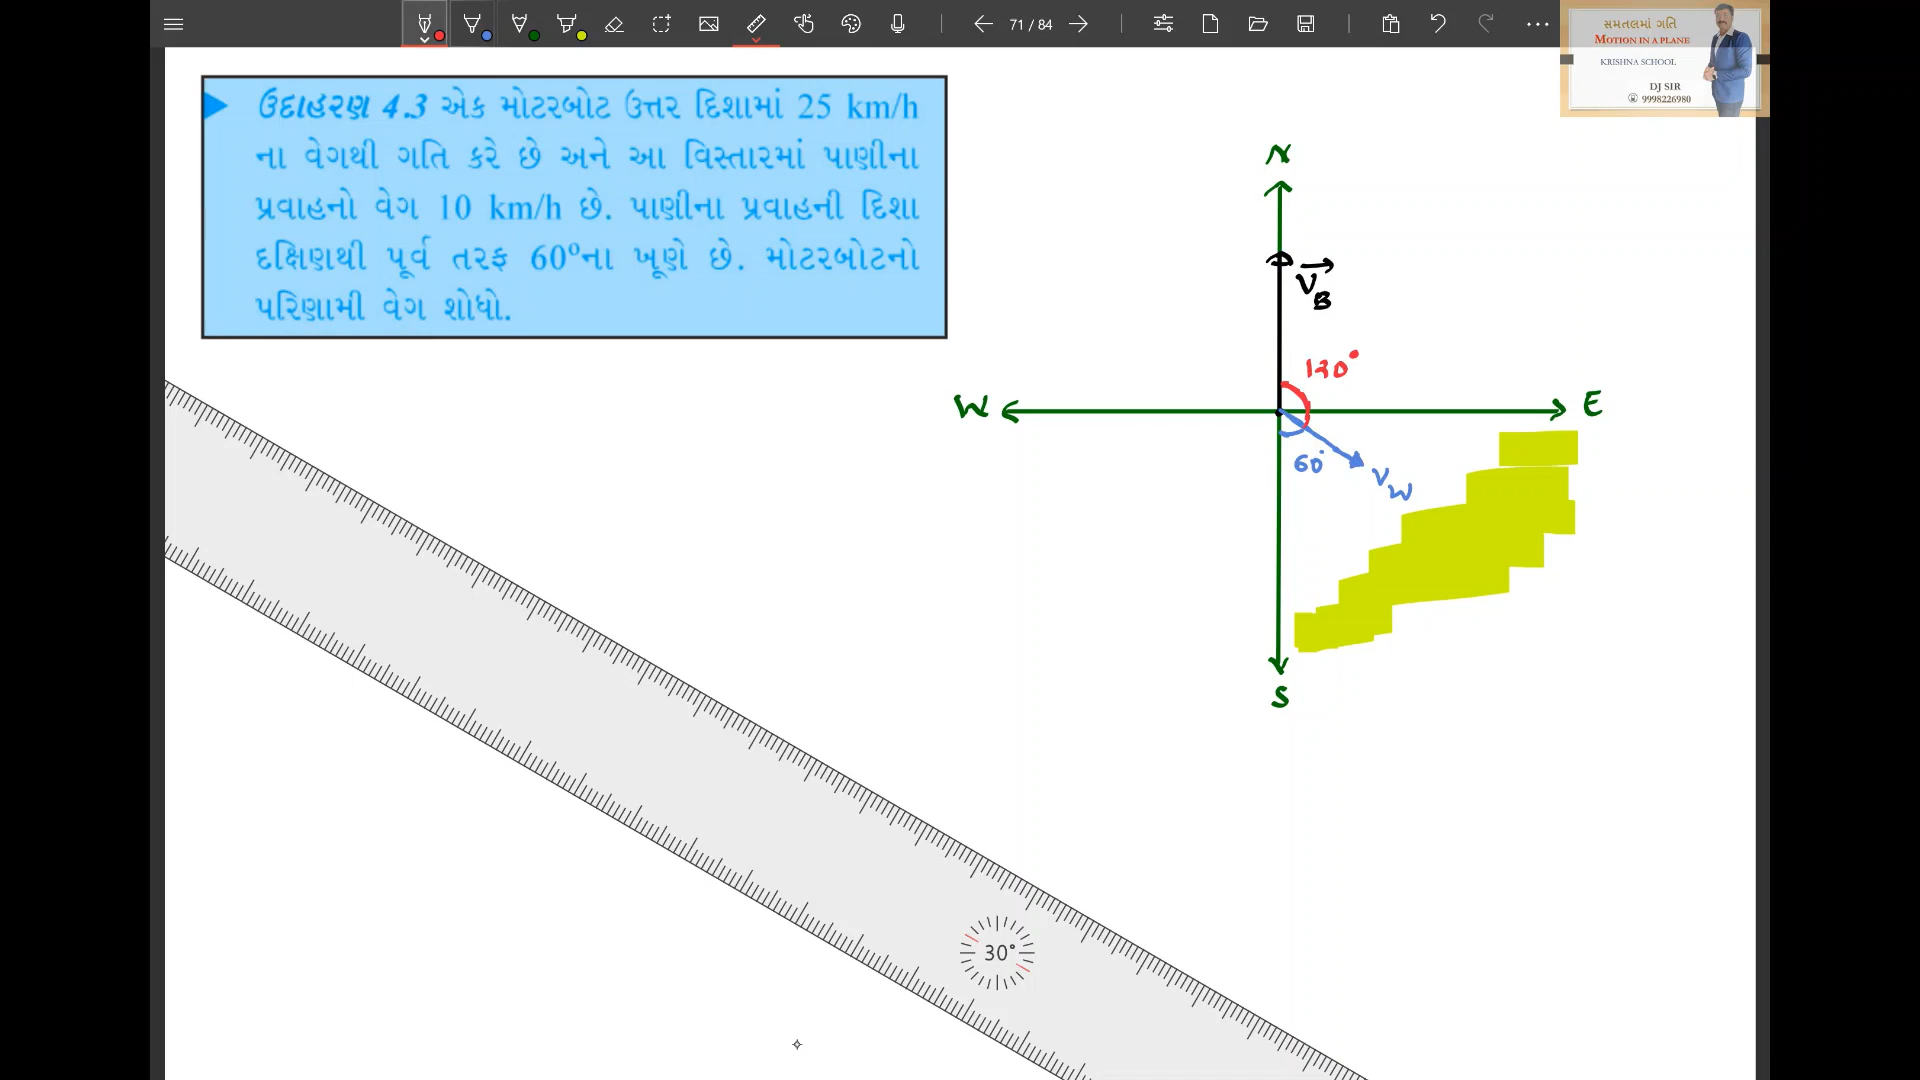 71 / 84
સમતલમાં ગતિ
MOTION IN A PLANE
KRISHNA SCHOOL
DJ SIR
9998226980
ઉદાહરણ 4.3 એક મોટરબોટ ઉત્તર દિશામાં 25 km/h
ના વેગથી ગતિ કરે છે અને આ વિસ્તારમાં પાણીના
પ્રવાહનો વેગ 10 km/h છે. પાણીના પ્રવાહની દિશા
દક્ષિણથી પૂર્વ તરફ 60°ના ખૂણે છે. મોટરબોટનો
પરિણામી વેગ શોધો.
N
V⃗B
120°
W
E
60°
VW
S
30°